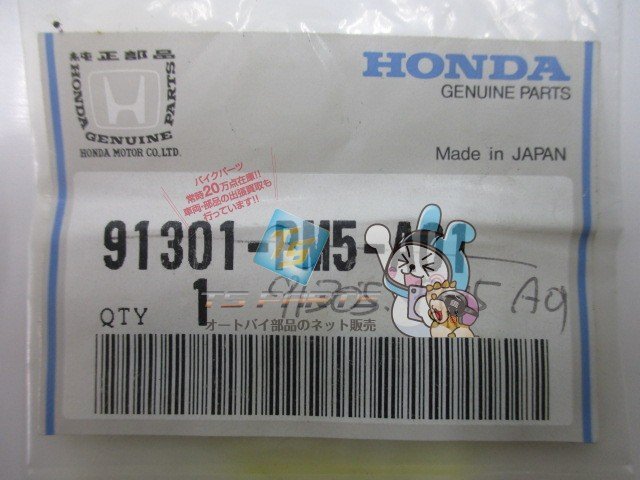 純正部品
HONDA
GENUINE
PARTS
HONDA MOTOR CO.,LTD.
HONDA
GENUINE PARTS
Made in JAPAN
バイクパーツ
常時20万点在庫!!
車両・部品の出張買取も
行っています!!
91301-
QTY 1
TS PARTS
オートバイ部品のネット販売
91305